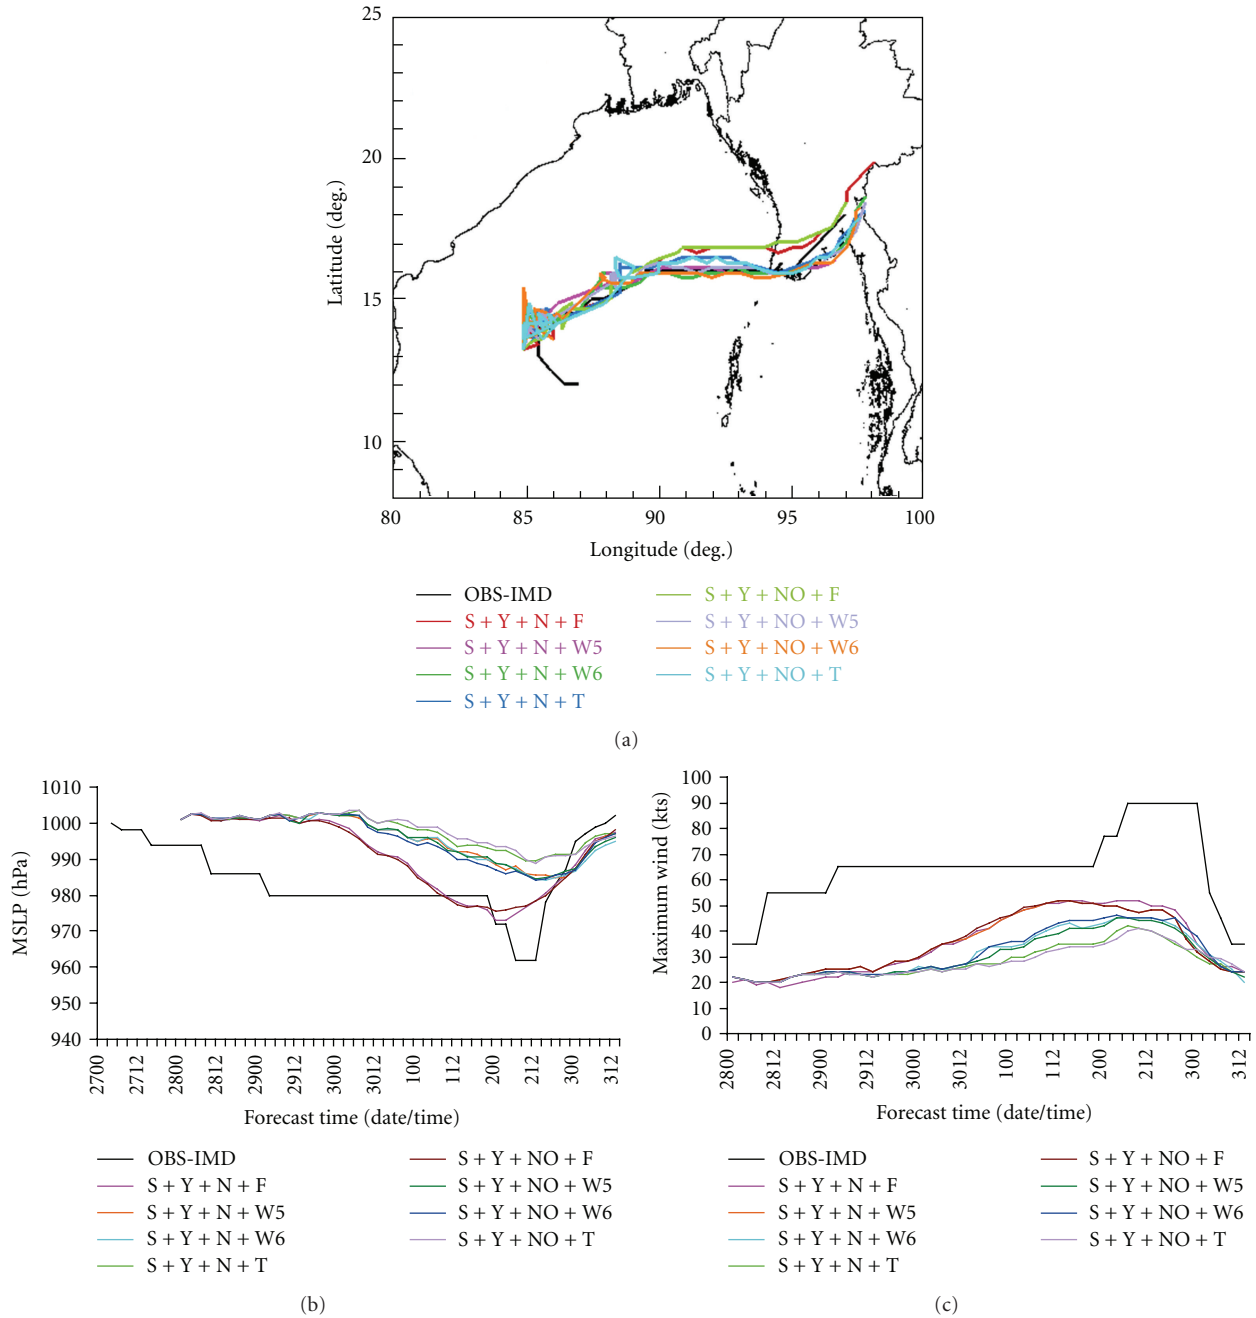 25
20
15
10
Latitude (deg.)
80
85
90
95
100
Longitude (deg.)
OBS-IMD
S + Y + N + F
S + Y + N + W5
S + Y + N + W6
S + Y + N + T
S + Y + NO + F
S + Y + NO + W5
S + Y + NO + W6
S + Y + NO + T
(a)
1010
1000
990
980
970
960
950
940
MSLP (hPa)
2700
2712
2800
2812
2900
2912
3000
3012
100
112
200
212
300
312
Forecast time (date/time)
OBS-IMD
S + Y + N + F
S + Y + N + W5
S + Y + N + W6
S + Y + N + T
S + Y + NO + F
S + Y + NO + W5
S + Y + NO + W6
S + Y + NO + T
(b)
100
90
80
70
60
50
40
30
20
10
0
Maximum wind (kts)
2800
2812
2900
2912
3000
3012
100
112
200
212
300
312
Forecast time (date/time)
OBS-IMD
S + Y + N + F
S + Y + N + W5
S + Y + N + W6
S + Y + N + T
S + Y + NO + F
S + Y + NO + W5
S + Y + NO + W6
S + Y + NO + T
(c)